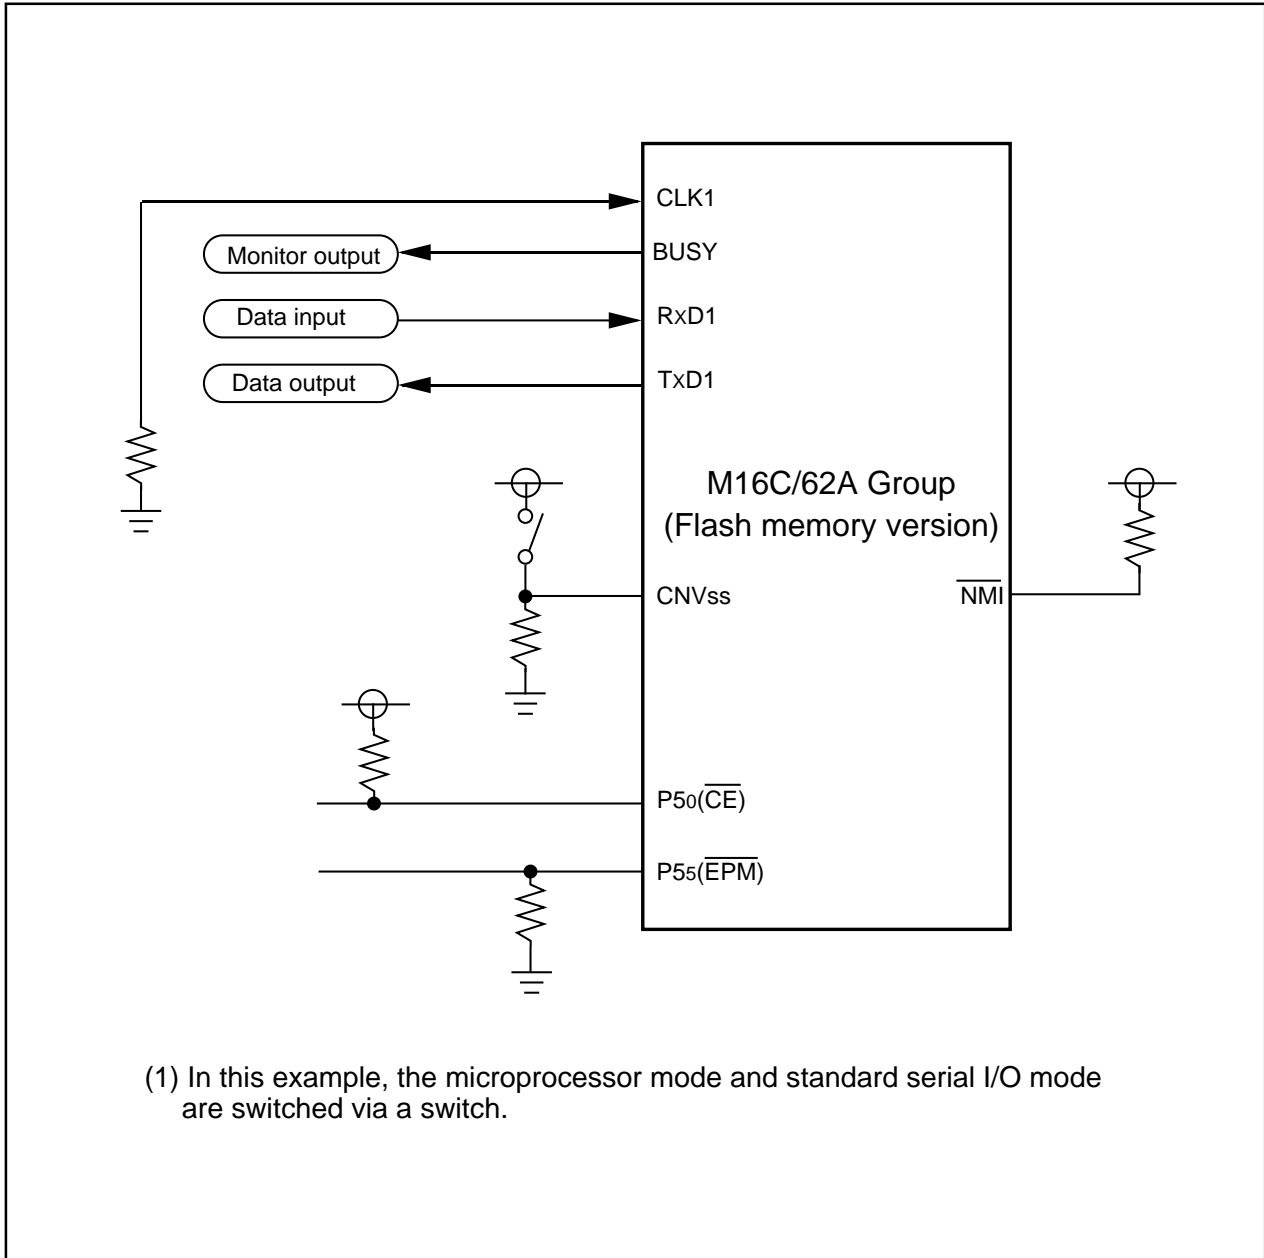 CLK1
Monitor output
BUSY
Data input
RxD1
Data output
TxD1
M16C/62A Group
(Flash memory version)
CNVss
NMI
P50(CE)
P55(EPM)
(1) In this example, the microprocessor mode and standard serial I/O mode
are switched via a switch.